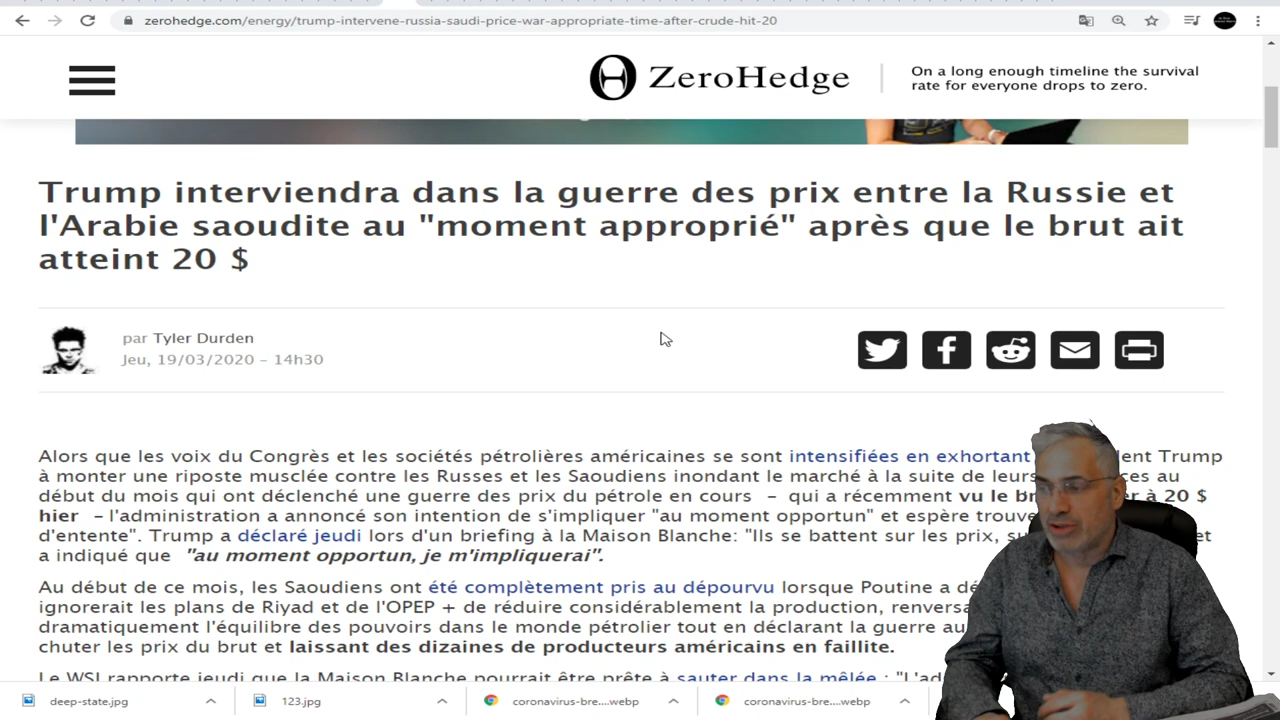 zerohedge.com/energy/trump-intervene-russia-saudi-price-war-appropriate-time-after-crude-hit-20
ZeroHedge
On a long enough timeline the survival
rate for everyone drops to zero.
Trump interviendra dans la guerre des prix entre la Russie et
l'Arabie saoudite au "moment approprié" après que le brut ait
atteint 20 $
par Tyler Durden
Jeu, 19/03/2020 - 14h30
Alors que les voix du Congrès et les sociétés pétrolières américaines se sont intensifiées en exhortant Trump
à monter une riposte musclée contre les Russes et les Saoudiens inondant le marché à la suite de leurs au
début du mois qui ont déclenché une guerre des prix du pétrole en cours - qui a récemment vu le à 20 $
hier - l'administration a annoncé son intention de s'impliquer "au moment opportun" et espère
d'entente". Trump a déclaré jeudi lors d'un briefing à la Maison Blanche: "Ils se battent sur les prix, et
a indiqué que "au moment opportun, je m'impliquerai".
Au début de ce mois, les Saoudiens ont été complètement pris au dépourvu lorsque Poutine a
ignorerait les plans de Riyad et de l'OPEP + de réduire considérablement la production,
dramatiquement l'équilibre des pouvoirs dans le monde pétrolier tout en déclarant la guerre
chuter les prix du brut et laissant des dizaines de producteurs américains en faillite.
Le WSJ rapporte jeudi que la Maison Blanche pourrait être prête à sauter dans la mêlée :
deep-state.jpg
123.jpg
coronavirus-bre....webp
coronavirus-bre....webp